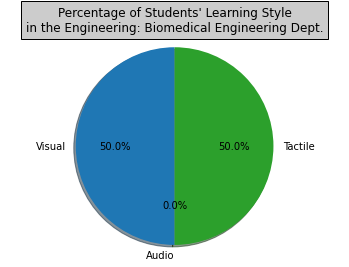 Percentage of Students' Learning Style
in the Engineering: Biomedical Engineering Dept.
Visual
50.0%
50.0%
Tactile
0.0%
Audio